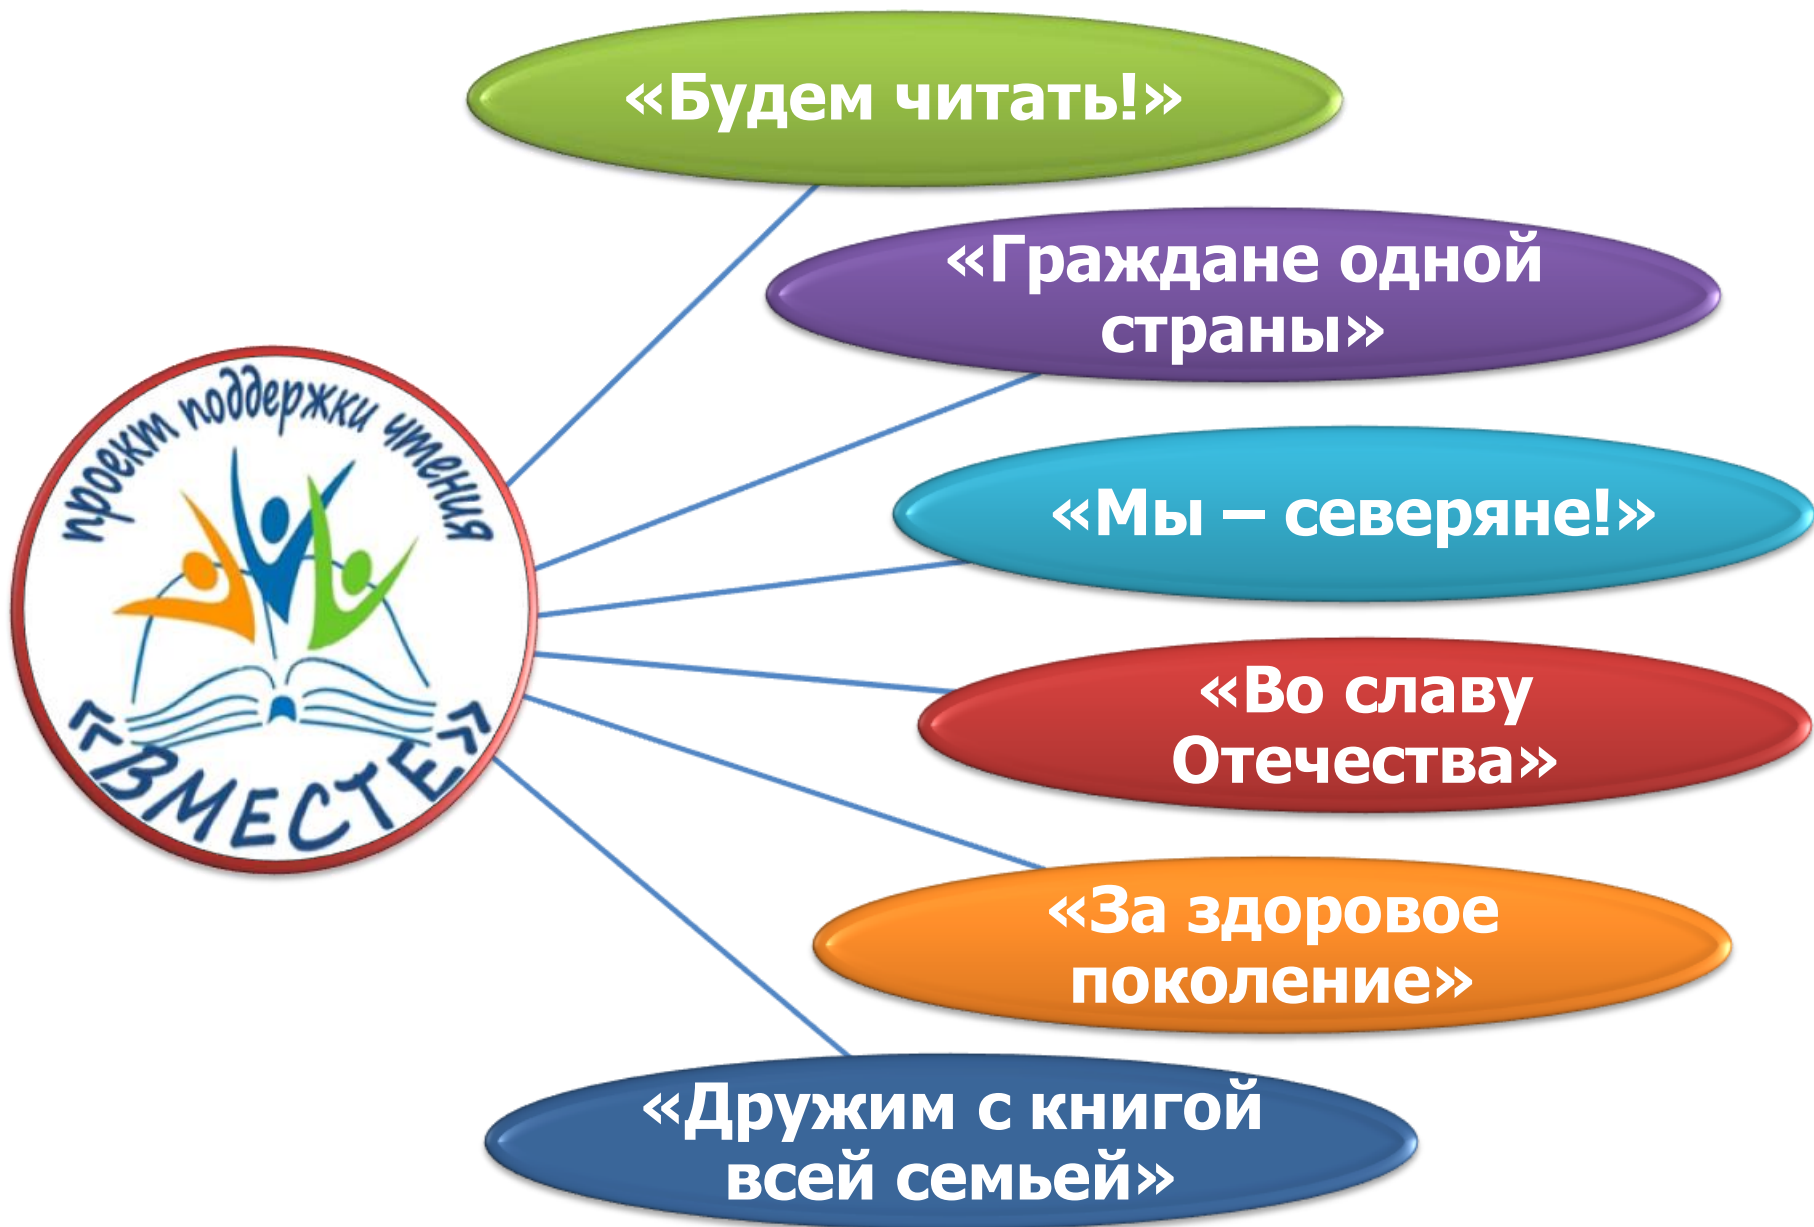 «Будем читать!»
«Граждане одной
страны»
проект поддержки чтения
«ВМЕСТЕ»
«Мы – северяне!»
«Во славу
Отечества»
«За здоровое
поколение»
«Дружим с книгой
всей семьей»